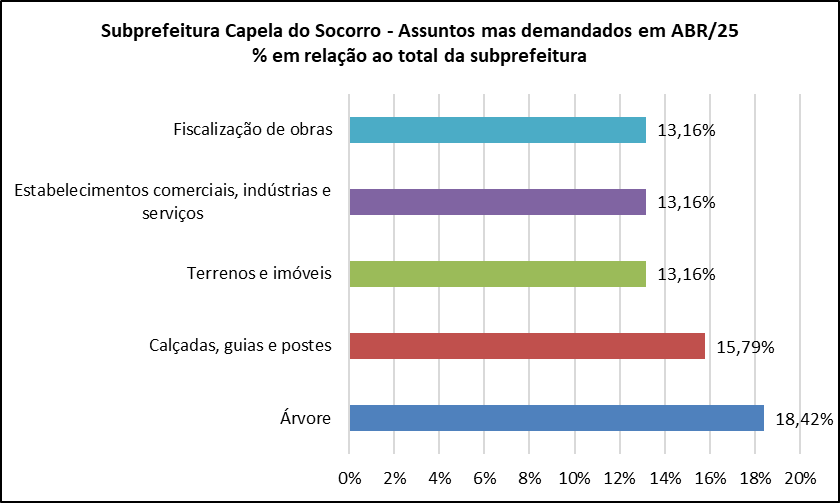 Subprefeitura Capela do Socorro - Assuntos mas demandados em ABR/25
% em relação ao total da subprefeitura
Fiscalização de obras
13,16%
Estabelecimentos comerciais, indústrias e
serviços
13,16%
Terrenos e imóveis
13,16%
Calçadas, guias e postes
15,79%
Árvore
18,42%
0% 2% 4% 6% 8% 10% 12% 14% 16% 18% 20%